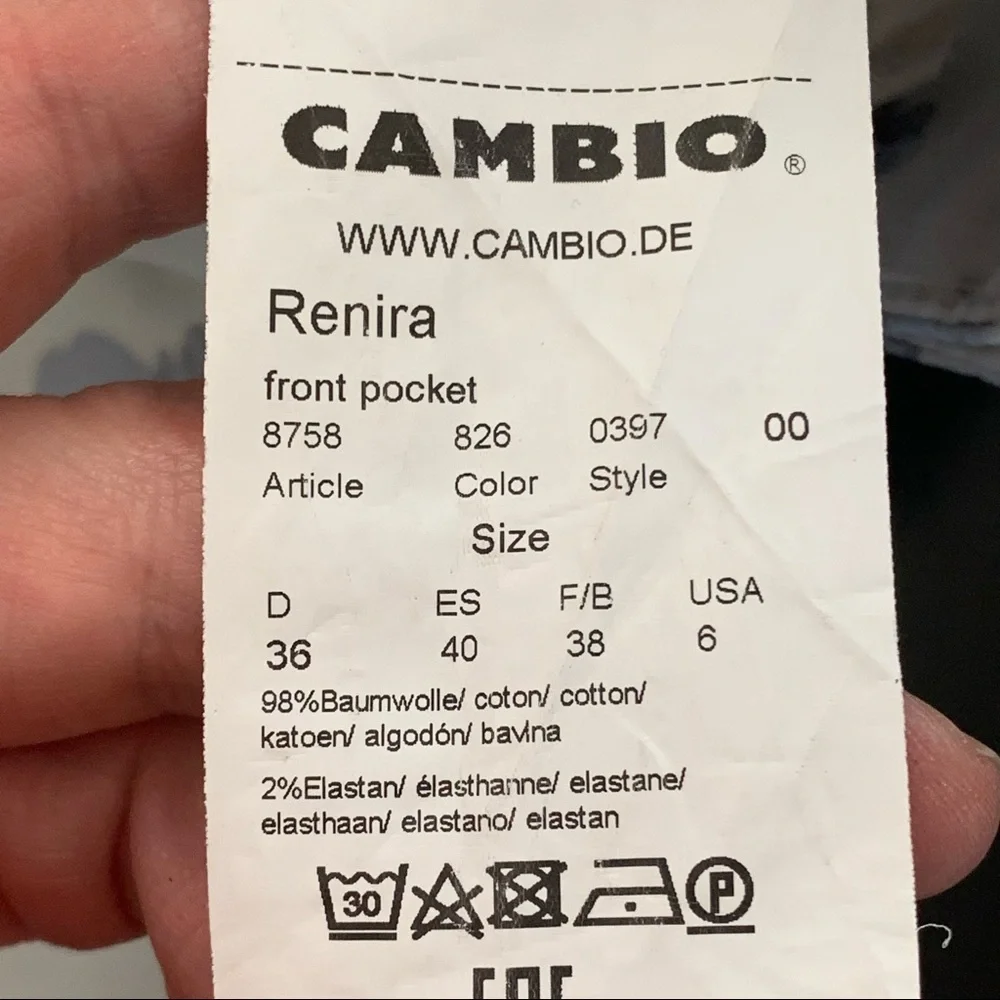 CAMBIO ®
WWW.CAMBIO.DE
Renira
front pocket
8758 826 0397 00
Article Color Style
Size
D ES F/B USA
36 40 38 6
98%Baumwolle/ coton/ cotton/
katoen/ algodón/ bavlna
2%Elastan/ élasthanne/ elastane/
elasthaan/ elastano/ elastan
30 P